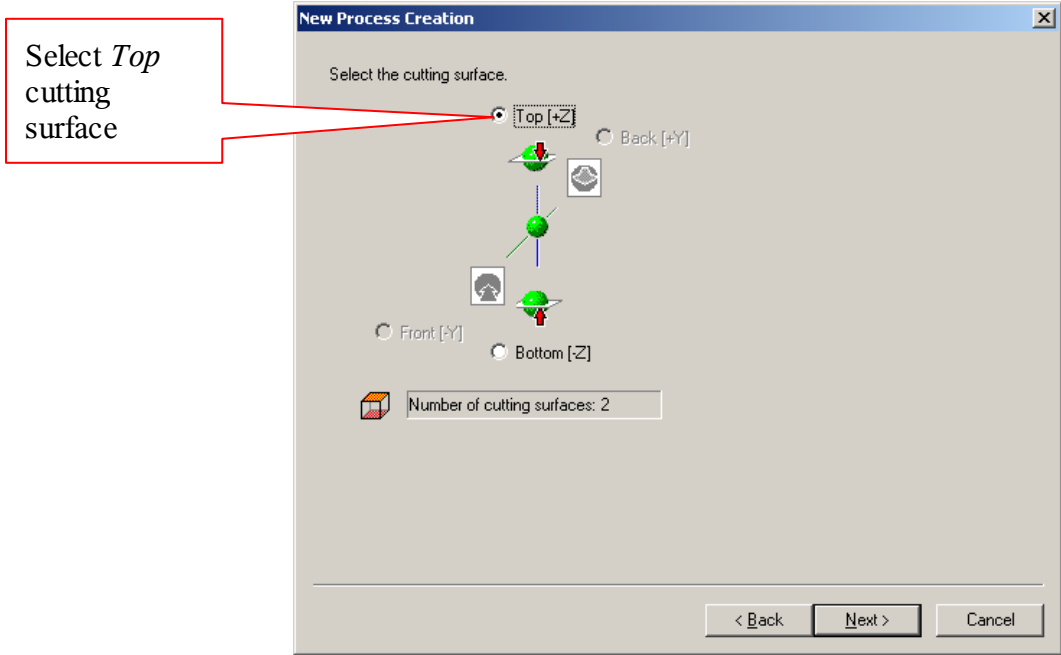 New Process Creation
Select Top
cutting
surface
Select the cutting surface.
Top [+Z]
Back [+Y]
Front [-Y]
Bottom [-Z]
Number of cutting surfaces: 2
< Back
Next >
Cancel